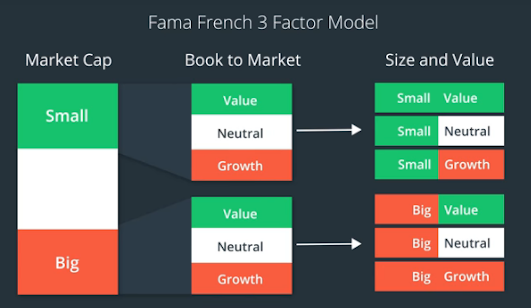 Fama French 3 Factor Model
Market Cap
Book to Market
Size and Value
Small
Big
Value
Neutral
Growth
Value
Neutral
Growth
Small Value
Small Neutral
Small Growth
Big Value
Big Neutral
Big Growth